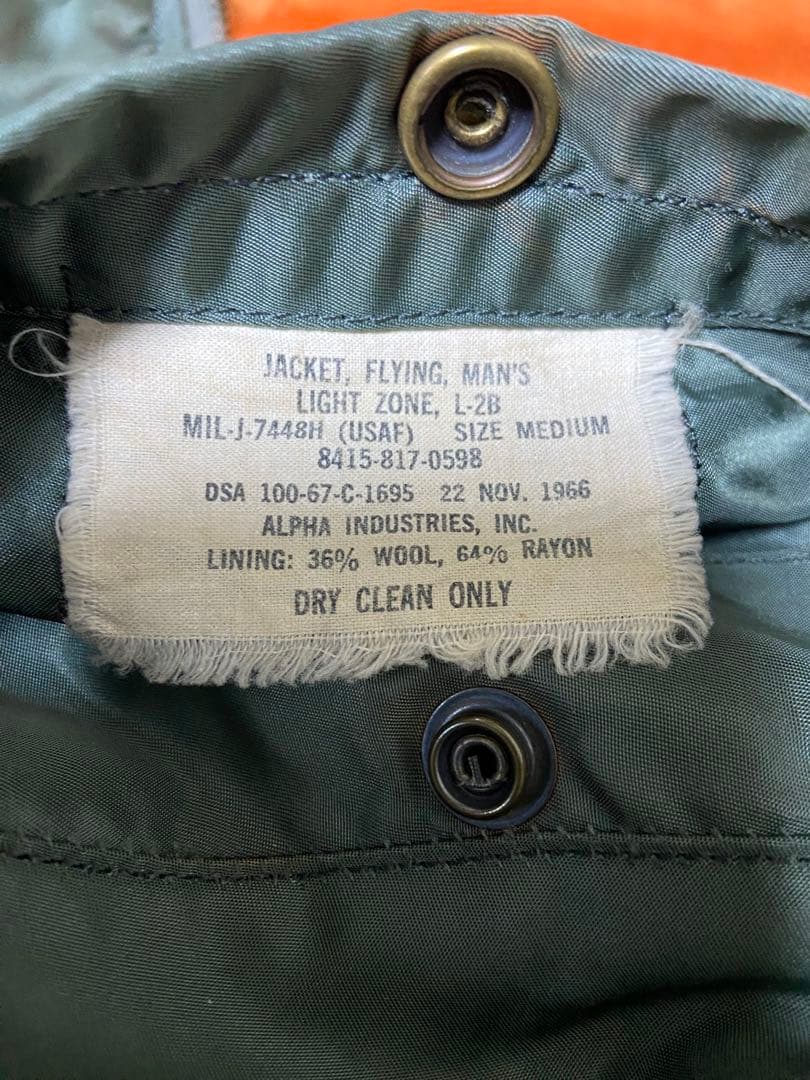 JACKET, FLYING, MAN'S
LIGHT ZONE, L-2B
MIL-J-7448H (USAF) SIZE MEDIUM
8415-817-0598
DSA 100-67-C-1695 22 NOV. 1966
ALPHA INDUSTRIES, INC.
LINING: 36% WOOL, 64% RAYON
DRY CLEAN ONLY